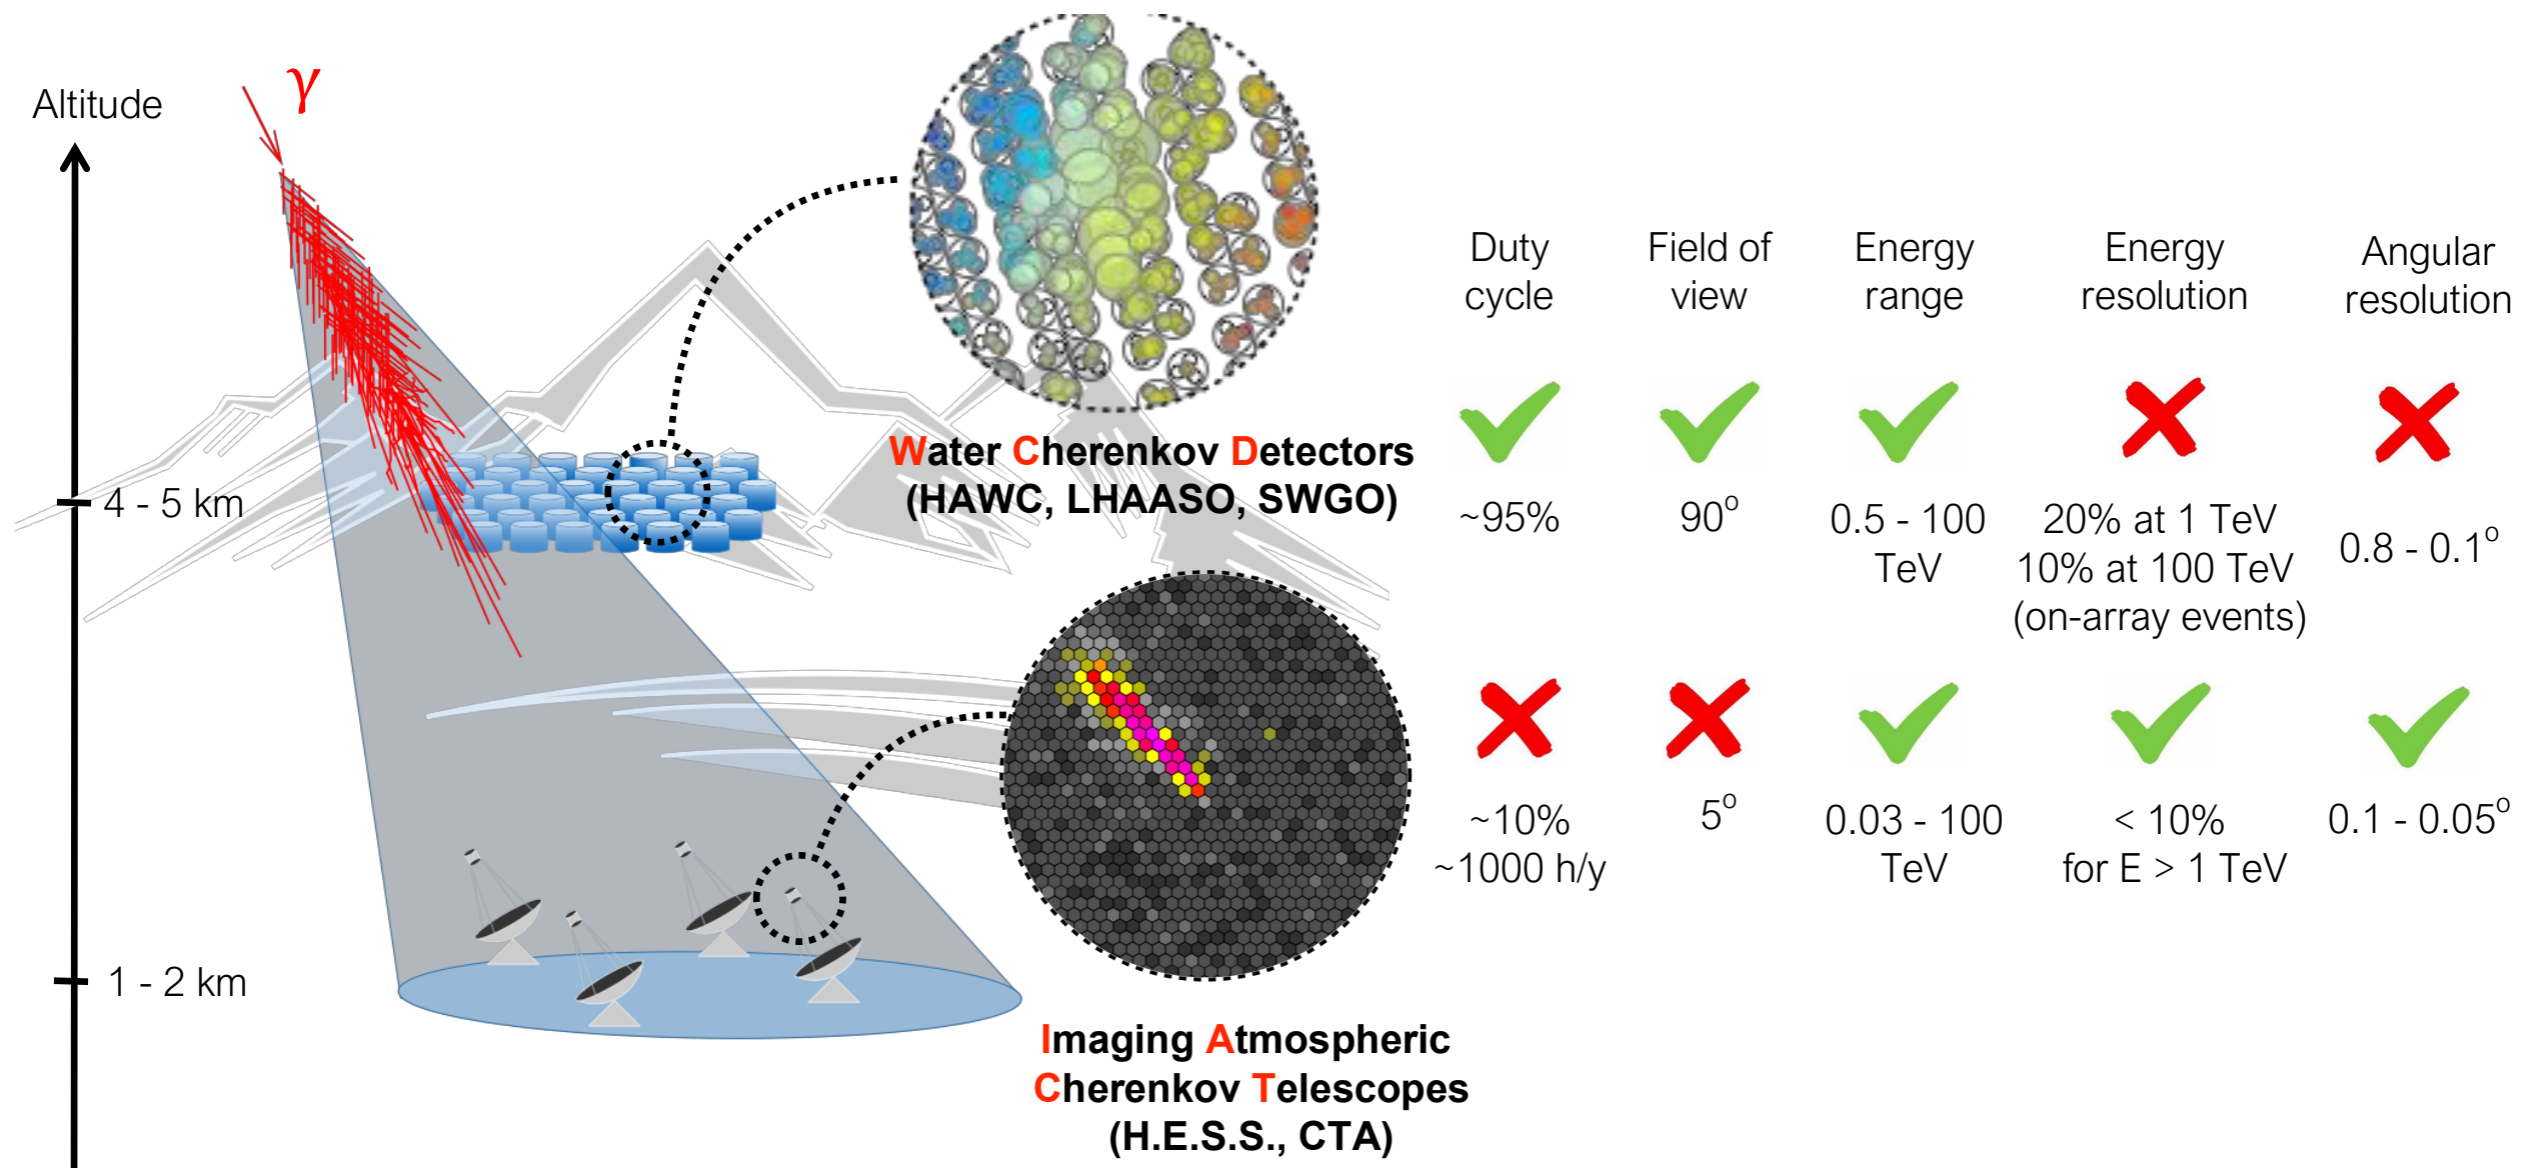 Altitude
γ
4 - 5 km
1 - 2 km
Water Cherenkov Detectors
(HAWC, LHAASO, SWGO)
Imaging Atmospheric
Cherenkov Telescopes
(H.E.S.S., CTA)
Duty
cycle
Field of
view
Energy
range
Energy
resolution
Angular
resolution
~95%
90°
0.5 - 100
TeV
20% at 1 TeV
10% at 100 TeV
(on-array events)
0.8 - 0.1°
~10%
~1000 h/y
5°
0.03 - 100
TeV
< 10%
for E > 1 TeV
0.1 - 0.05°